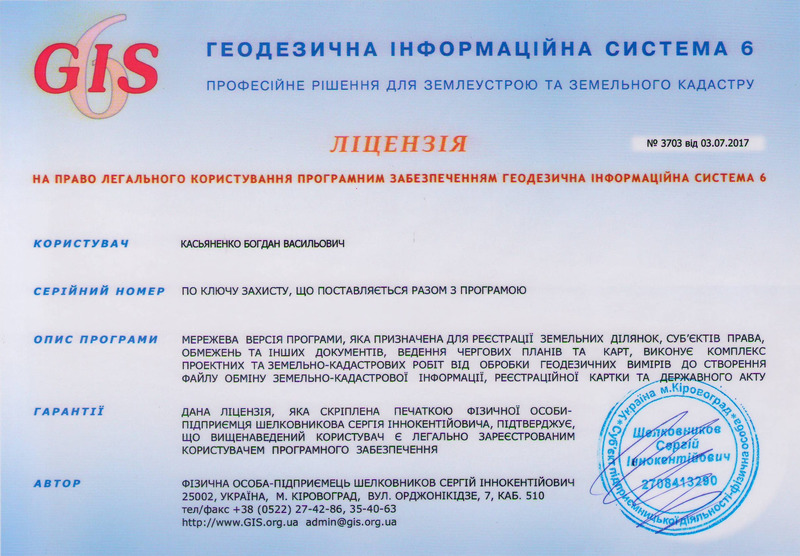 GIS 6
ГЕОДЕЗИЧНА ІНФОРМАЦІЙНА СИСТЕМА 6
ПРОФЕСІЙНЕ РІШЕННЯ ДЛЯ ЗЕМЛЕУСТРОЮ ТА ЗЕМЕЛЬНОГО КАДАСТРУ
ЛІЦЕНЗІЯ
№ 3703 від 03.07.2017
НА ПРАВО ЛЕГАЛЬНОГО КОРИСТУВАННЯ ПРОГРАМНИМ ЗАБЕЗПЕЧЕННЯМ ГЕОДЕЗИЧНА ІНФОРМАЦІЙНА СИСТЕМА 6
КОРИСТУВАЧ
КАСЬЯНЕНКО БОГДАН ВАСИЛЬОВИЧ
СЕРІЙНИЙ НОМЕР
ПО КЛЮЧУ ЗАХИСТУ, ЩО ПОСТАВЛЯЄТЬСЯ РАЗОМ З ПРОГРАМОЮ
ОПИС ПРОГРАМИ
МЕРЕЖЕВА ВЕРСІЯ ПРОГРАМИ, ЯКА ПРИЗНАЧЕНА ДЛЯ РЕЄСТРАЦІЇ ЗЕМЕЛЬНИХ ДІЛЯНОК, СУБ'ЄКТІВ ПРАВА,
ОБМЕЖЕНЬ ТА ІНШИХ ДОКУМЕНТІВ, ВЕДЕННЯ ЧЕРГОВИХ ПЛАНІВ ТА КАРТ, ВИКОНУЄ КОМПЛЕКС
ПРОЕКТНИХ ТА ЗЕМЕЛЬНО-КАДАСТРОВИХ РОБІТ ВІД ОБРОБКИ ГЕОДЕЗИЧНИХ ВИМІРІВ ДО СТВОРЕННЯ
ФАЙЛУ ОБМІНУ ЗЕМЕЛЬНО-КАДАСТРОВОЇ ІНФОРМАЦІЇ, РЕЄСТРАЦІЙНОЇ КАРТКИ ТА ДЕРЖАВНОГО АКТУ
ГАРАНТІЇ
ДАНА ЛІЦЕНЗІЯ, ЯКА СКРІПЛЕНА ПЕЧАТКОЮ ФІЗИЧНОЇ ОСОБИ-
ПІДПРИЄМЦЯ ШЕЛКОВНИКОВА СЕРГІЯ ІННОКЕНТІЙОВИЧА, ПІДТВЕРДЖУЄ,
ЩО ВИЩЕНАВЕДЕНИЙ КОРИСТУВАЧ Є ЛЕГАЛЬНО ЗАРЕЄСТРОВАНИМ
КОРИСТУВАЧЕМ ПРОГРАМНОГО ЗАБЕЗПЕЧЕННЯ
АВТОР
ФІЗИЧНА ОСОБА-ПІДПРИЄМЕЦЬ ШЕЛКОВНИКОВ СЕРГІЙ ІННОКЕНТІЙОВИЧ
25002, УКРАЇНА, М. КІРОВОГРАД, ВУЛ. ОРДЖОНІКІДЗЕ, 7, КАБ. 510
тел/факс +38 (0522) 27-42-86, 35-40-63
http://www.GIS.org.ua admin@gis.org.ua
Україна м.Кіровоград
Суб'єкт підприємницької діяльності-фізична особа
Шелковников
Сергій
Іннокентійович
2708413290